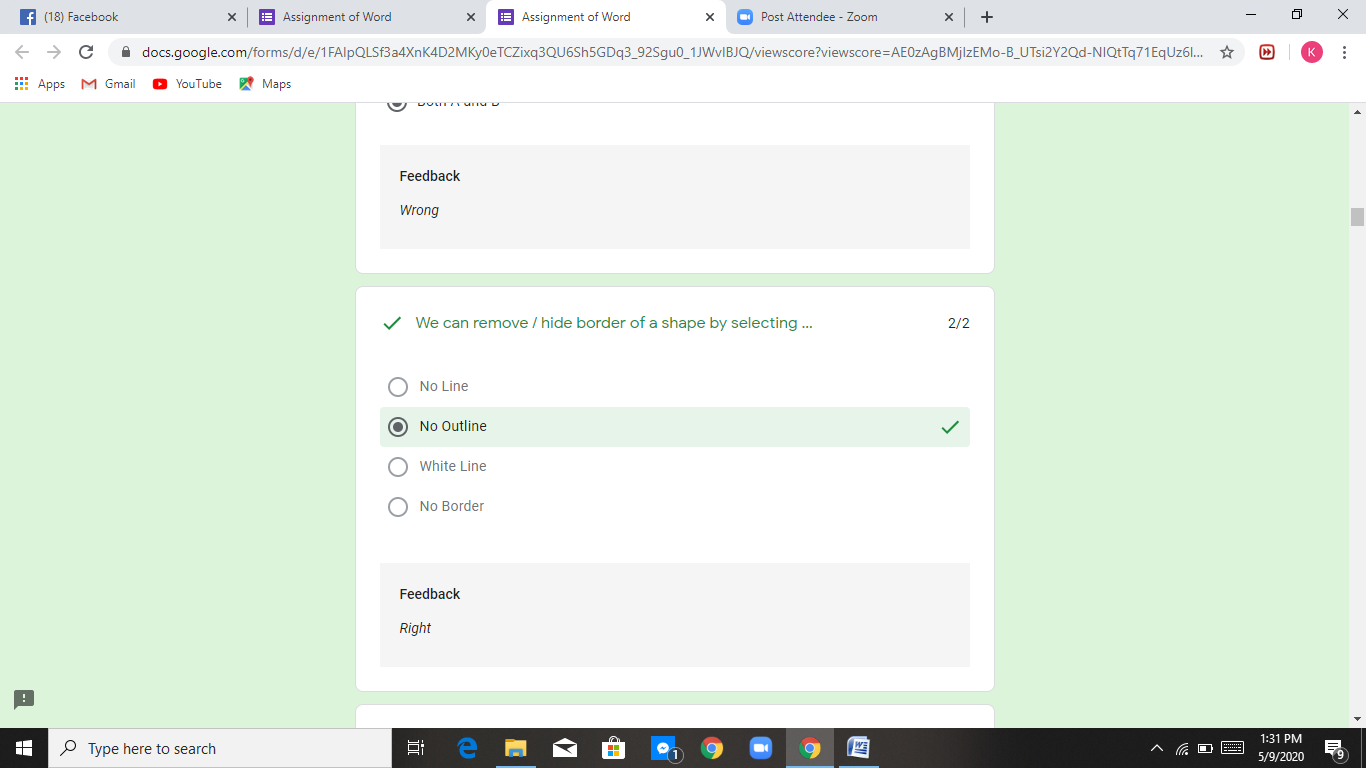 (18) Facebook
Assignment of Word
Assignment of Word
Post Attendee - Zoom
docs.google.com/forms/d/e/1FAIpQLSf3a4XnK4D2MKy0eTCZixq3QU6Sh5GDq3_92Sgu0_1JWvIBJQ/viewscore?viewscore=AE0zAgBMjIzEMo-B_UTsi2Y2Qd-NIQtTq71EqUz6l...
K
Apps
Gmail
YouTube
Maps
Both A and B
Feedback
Wrong
We can remove / hide border of a shape by selecting ...
2/2
No Line
No Outline
White Line
No Border
Feedback
Right
Type here to search
1
1:31 PM
5/9/2020
9